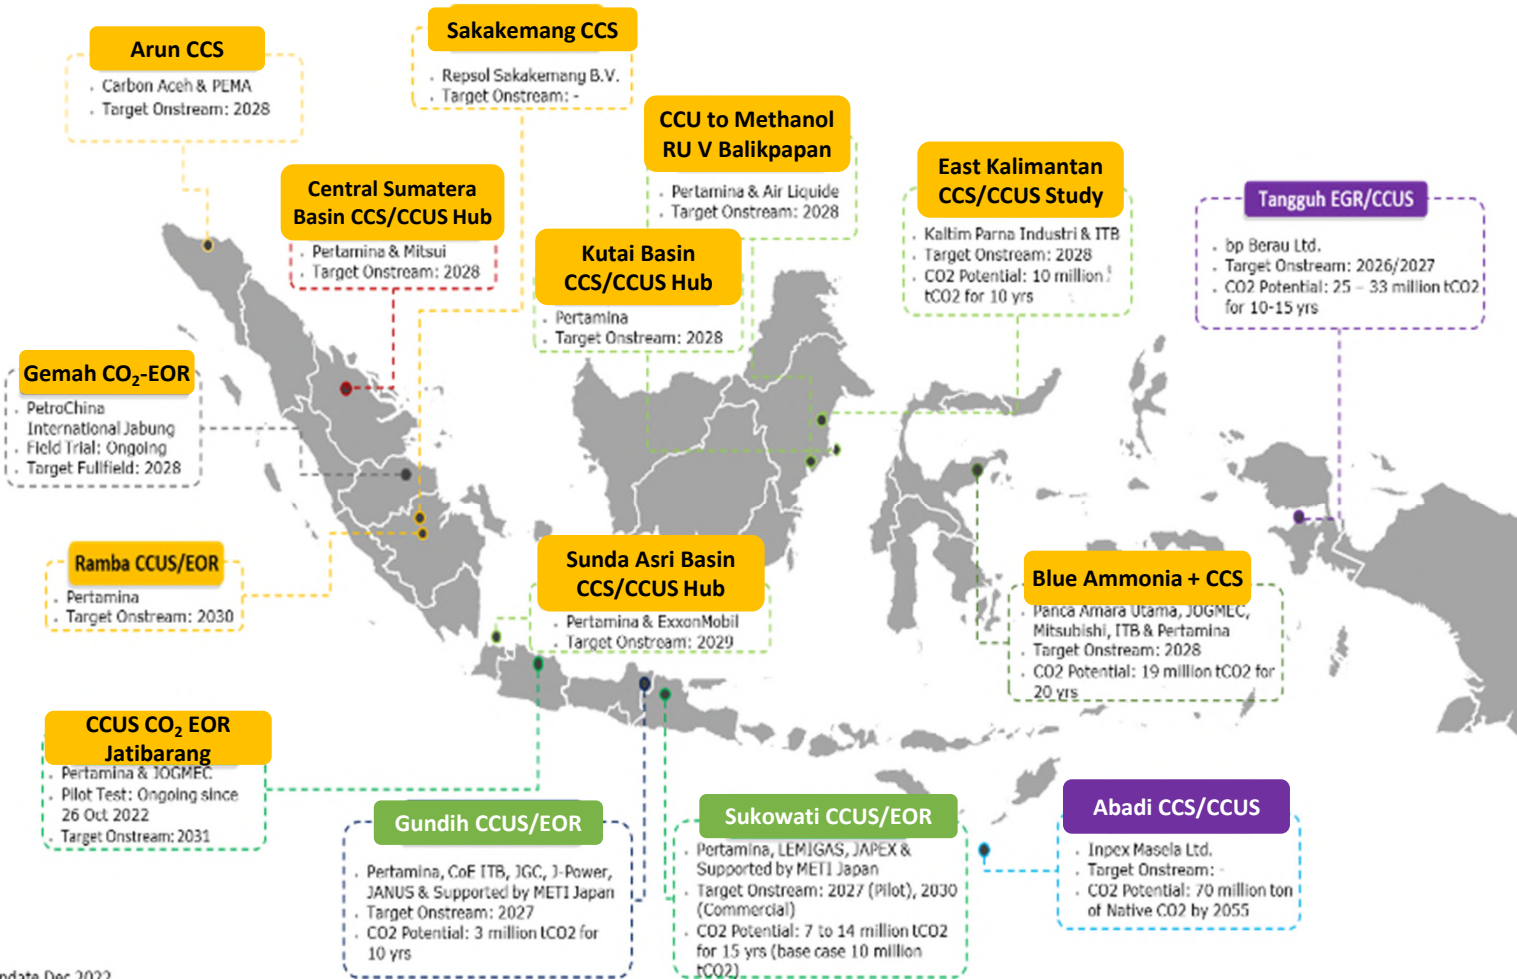 Arun CCS
. Carbon Aceh & PEMA
. Target Onstream: 2028
Sakakemang CCS
. Repsol Sakakemang B.V.
. Target Onstream: -
CCU to Methanol
RU V Balikpapan
. Pertamina & Air Liquide
. Target Onstream: 2028
Central Sumatera
Basin CCS/CCUS Hub
. Pertamina & Mitsui
. Target Onstream: 2028
Kutai Basin
CCS/CCUS Hub
. Pertamina
. Target Onstream: 2028
East Kalimantan
CCS/CCUS Study
. Kaltim Parna Industri & ITB
. Target Onstream: 2028
. CO2 Potential: 10 million
tCO2 for 10 yrs
Tangguh EGR/CCUS
. bp Berau Ltd.
. Target Onstream: 2026/2027
. CO2 Potential: 25 – 33 million tCO2
for 10-15 yrs
Gemah CO₂-EOR
. PetroChina
International Jabung
. Field Trial: Ongoing
. Target Fullfield: 2028
Ramba CCUS/EOR
. Pertamina
. Target Onstream: 2030
Sunda Asri Basin
CCS/CCUS Hub
. Pertamina & ExxonMobil
. Target Onstream: 2029
Blue Ammonia + CCS
. Panca Amara Utama, JOGMEC,
Mitsubishi, ITB & Pertamina
. Target Onstream: 2028
. CO2 Potential: 19 million tCO2 for
20 yrs
CCUS CO₂ EOR
Jatibarang
. Pertamina & JOGMEC
. Pilot Test: Ongoing since
26 Oct 2022
. Target Onstream: 2031
Gundih CCUS/EOR
. Pertamina, CoE ITB, JGC, J-Power,
JANUS & Supported by METI Japan
. Target Onstream: 2027
. CO2 Potential: 3 million tCO2 for
10 yrs
Sukowati CCUS/EOR
. Pertamina, LEMIGAS, JAPEX &
Supported by METI Japan
. Target Onstream: 2027 (Pilot), 2030
(Commercial)
. CO2 Potential: 7 to 14 million tCO2
for 15 yrs (base case 10 million
tCO2)
Abadi CCS/CCUS
. Inpex Masela Ltd.
. Target Onstream: -
. CO2 Potential: 70 million ton
of Native CO2 by 2055
Dec 2022